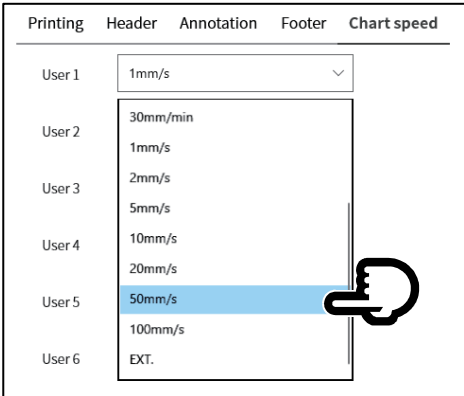 Printing Header Annotation Footer Chart speed
User 1 1mm/s
30mm/min
User 2
1mm/s
2mm/s
User 3
5mm/s
User 4 10mm/s
20mm/s
User 5 50mm/s
100mm/s
User 6 EXT.